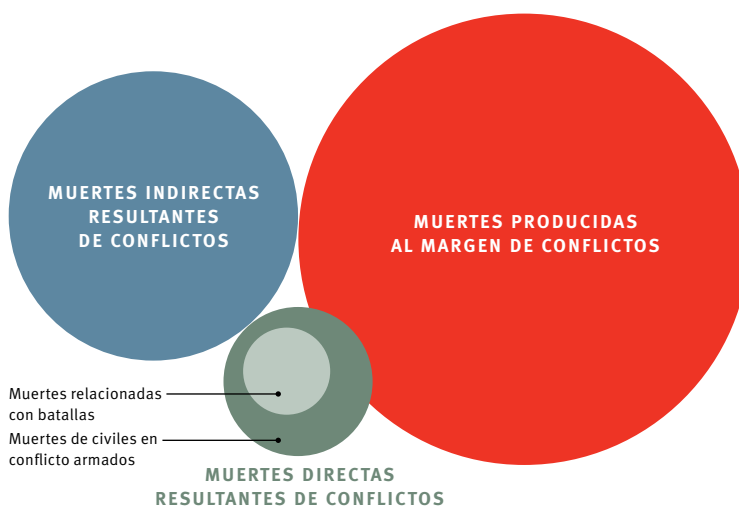 MUERTES INDIRECTAS
RESULTANTES
DE CONFLICTOS
MUERTES PRODUCIDAS
AL MARGEN DE CONFLICTOS
Muertes relacionadas
con batallas
Muertes de civiles en
conflicto armados
MUERTES DIRECTAS
RESULTANTES DE CONFLICTOS